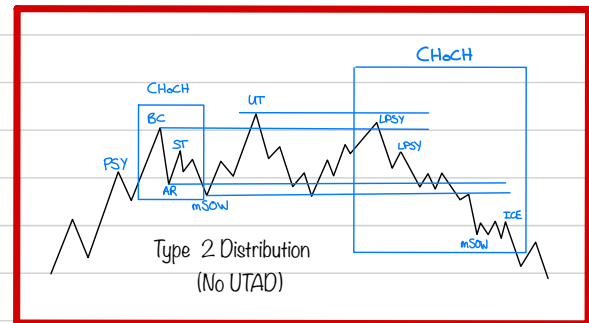 CHoCH
CHoCH
UT
BC
LPSY
ST
LPSY
PSY
AR
mSOW
ICE
mSOW
Type 2 Distribution
(No UTAD)